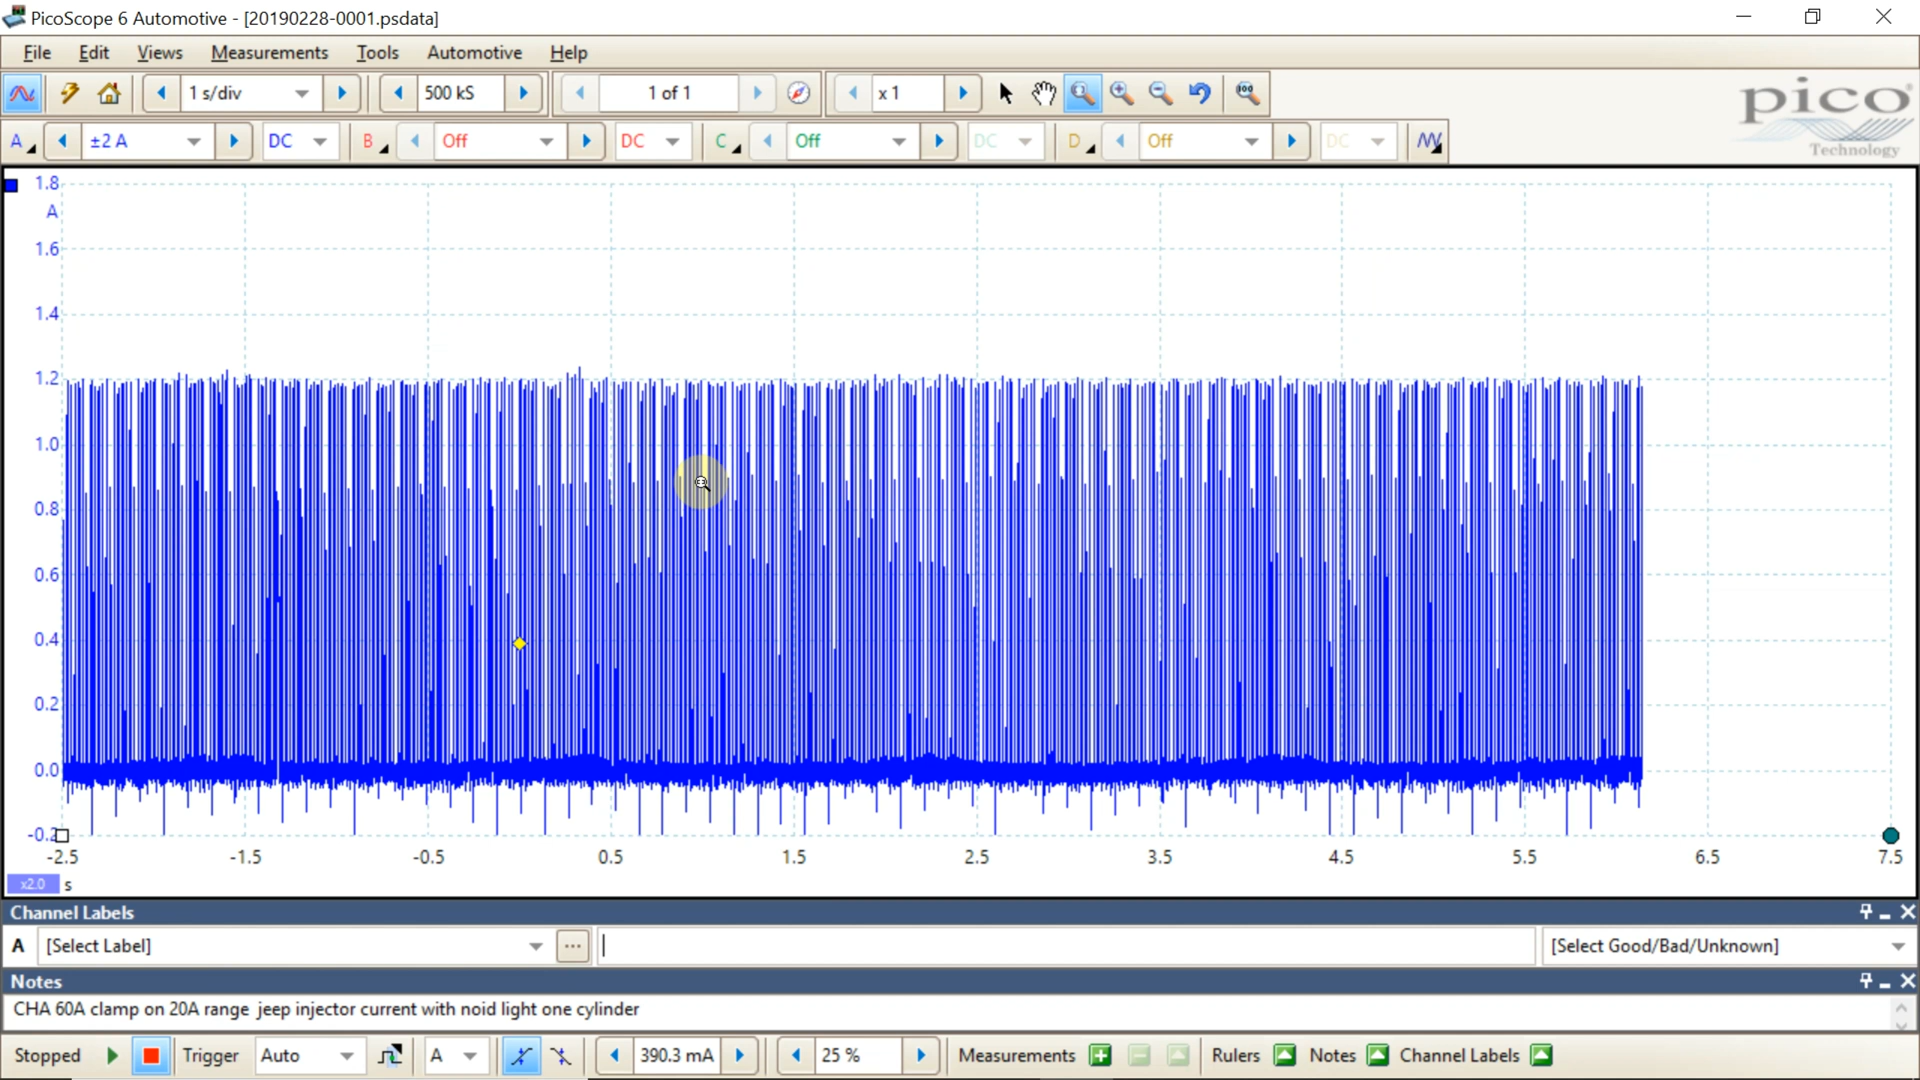 PicoScope 6 Automotive - [20190228-0001.psdata]
File Edit Views Measurements Tools Automotive Help
1 s/div 500 kS 1 of 1 x 1
pico
Technology
A ±2 A DC B Off DC C Off DC D Off DC
1.8
A
1.6
1.4
1.2
1.0
0.8
0.6
0.4
0.2
0.0
-0.2
-2.5 -1.5 -0.5 0.5 1.5 2.5 3.5 4.5 5.5 6.5 7.5
x2.0 s
Channel Labels
A [Select Label] ... [Select Good/Bad/Unknown]
Notes
CHA 60A clamp on 20A range jeep injector current with noid light one cylinder
Stopped Trigger Auto A 390.3 mA 25 % Measurements Rulers Notes Channel Labels